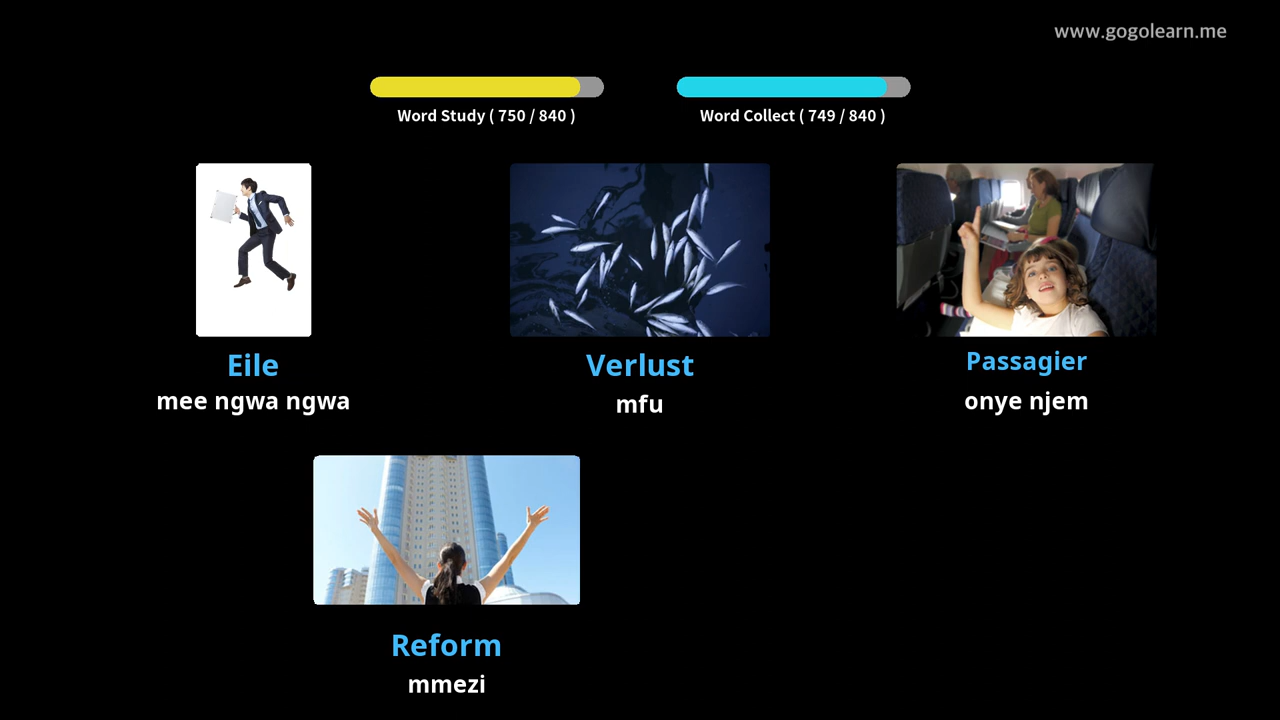 www.gogolearn.me
Word Study ( 750 / 840 )
Word Collect ( 749 / 840 )
Eile
mee ngwa ngwa
Verlust
mfu
Passagier
onye njem
Reform
mmezi